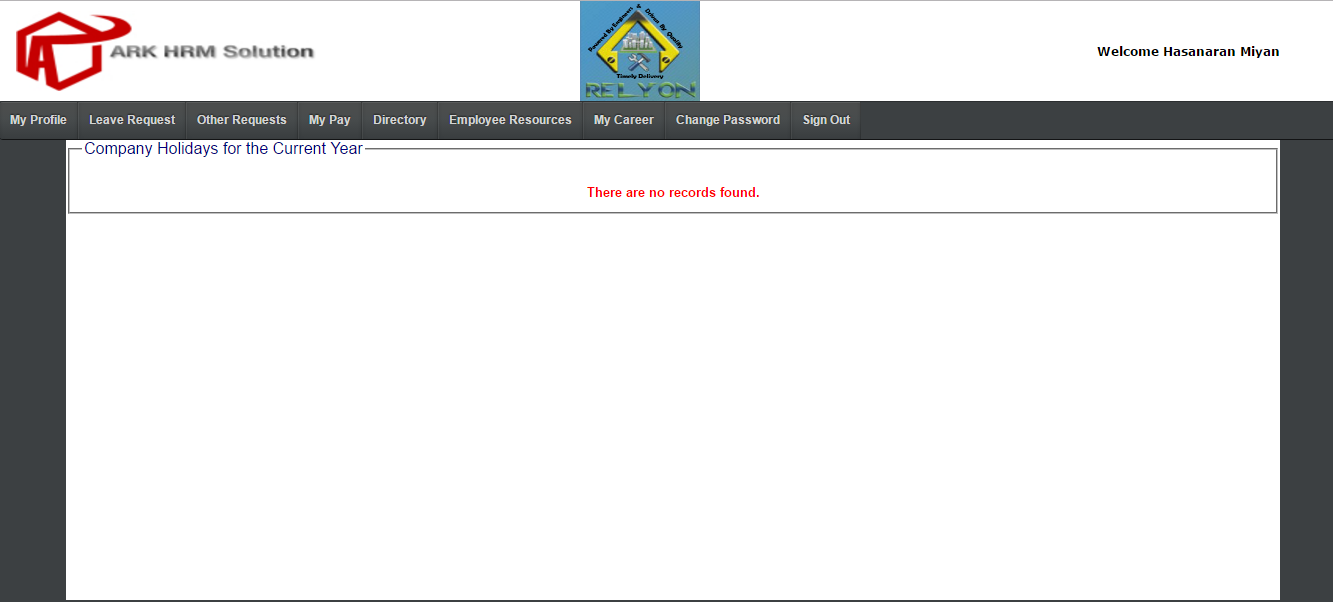 ARK HRM Solution
Powered By Engineers & Driven By Quality
Timely Delivery
RELYON
Welcome Hasanaran Miyan
My Profile Leave Request Other Requests My Pay Directory Employee Resources My Career Change Password Sign Out
Company Holidays for the Current Year
There are no records found.